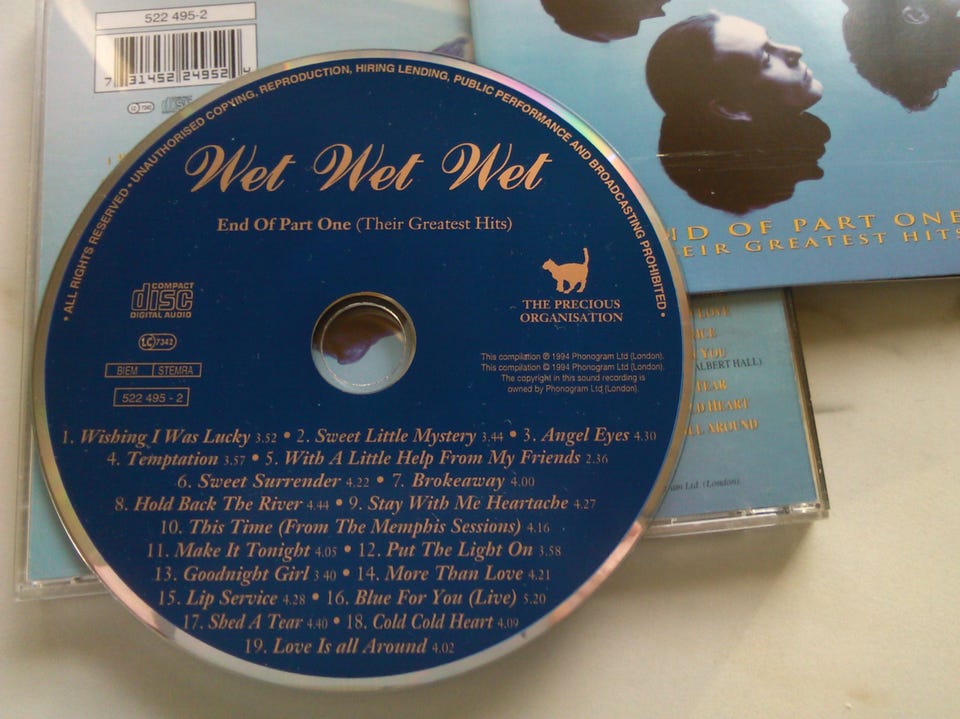 522 495-2
7 31452 24952 4
ALL RIGHTS RESERVED • UNAUTHORISED COPYING, REPRODUCTION, HIRING LENDING, PUBLIC PERFORMANCE AND BROADCASTING PROHIBITED •
Wet Wet Wet
End Of Part One (Their Greatest Hits)
COMPACT
disc
DIGITAL AUDIO
LC 7342
BIEM STEMRA
522 495 - 2
THE PRECIOUS
ORGANISATION
This compilation ℗ 1994 Phonogram Ltd (London).
This compilation © 1994 Phonogram Ltd (London).
The copyright in this sound recording is
owned by Phonogram Ltd (London).
1. Wishing I Was Lucky 3.52 • 2. Sweet Little Mystery 3.44 • 3. Angel Eyes 4.30
4. Temptation 3.57 • 5. With A Little Help From My Friends 2.36
6. Sweet Surrender 4.22 • 7. Brokeaway 4.00
8. Hold Back The River 4.44 • 9. Stay With Me Heartache 4.27
10. This Time (From The Memphis Sessions) 4.16
11. Make It Tonight 4.05 • 12. Put The Light On 3.58
13. Goodnight Girl 3 40 • 14. More Than Love 4.21
15. Lip Service 4.28 • 16. Blue For You (Live) 5.20
17. Shed A Tear 4.40 • 18. Cold Cold Heart 4.09
19. Love Is all Around 4.02
ND OF PART ONE
EIR GREATEST HITS
LOVE
ICE
YOU
ALBERT HALL)
TEAR
D HEART
LL AROUND
Ltd. (London).